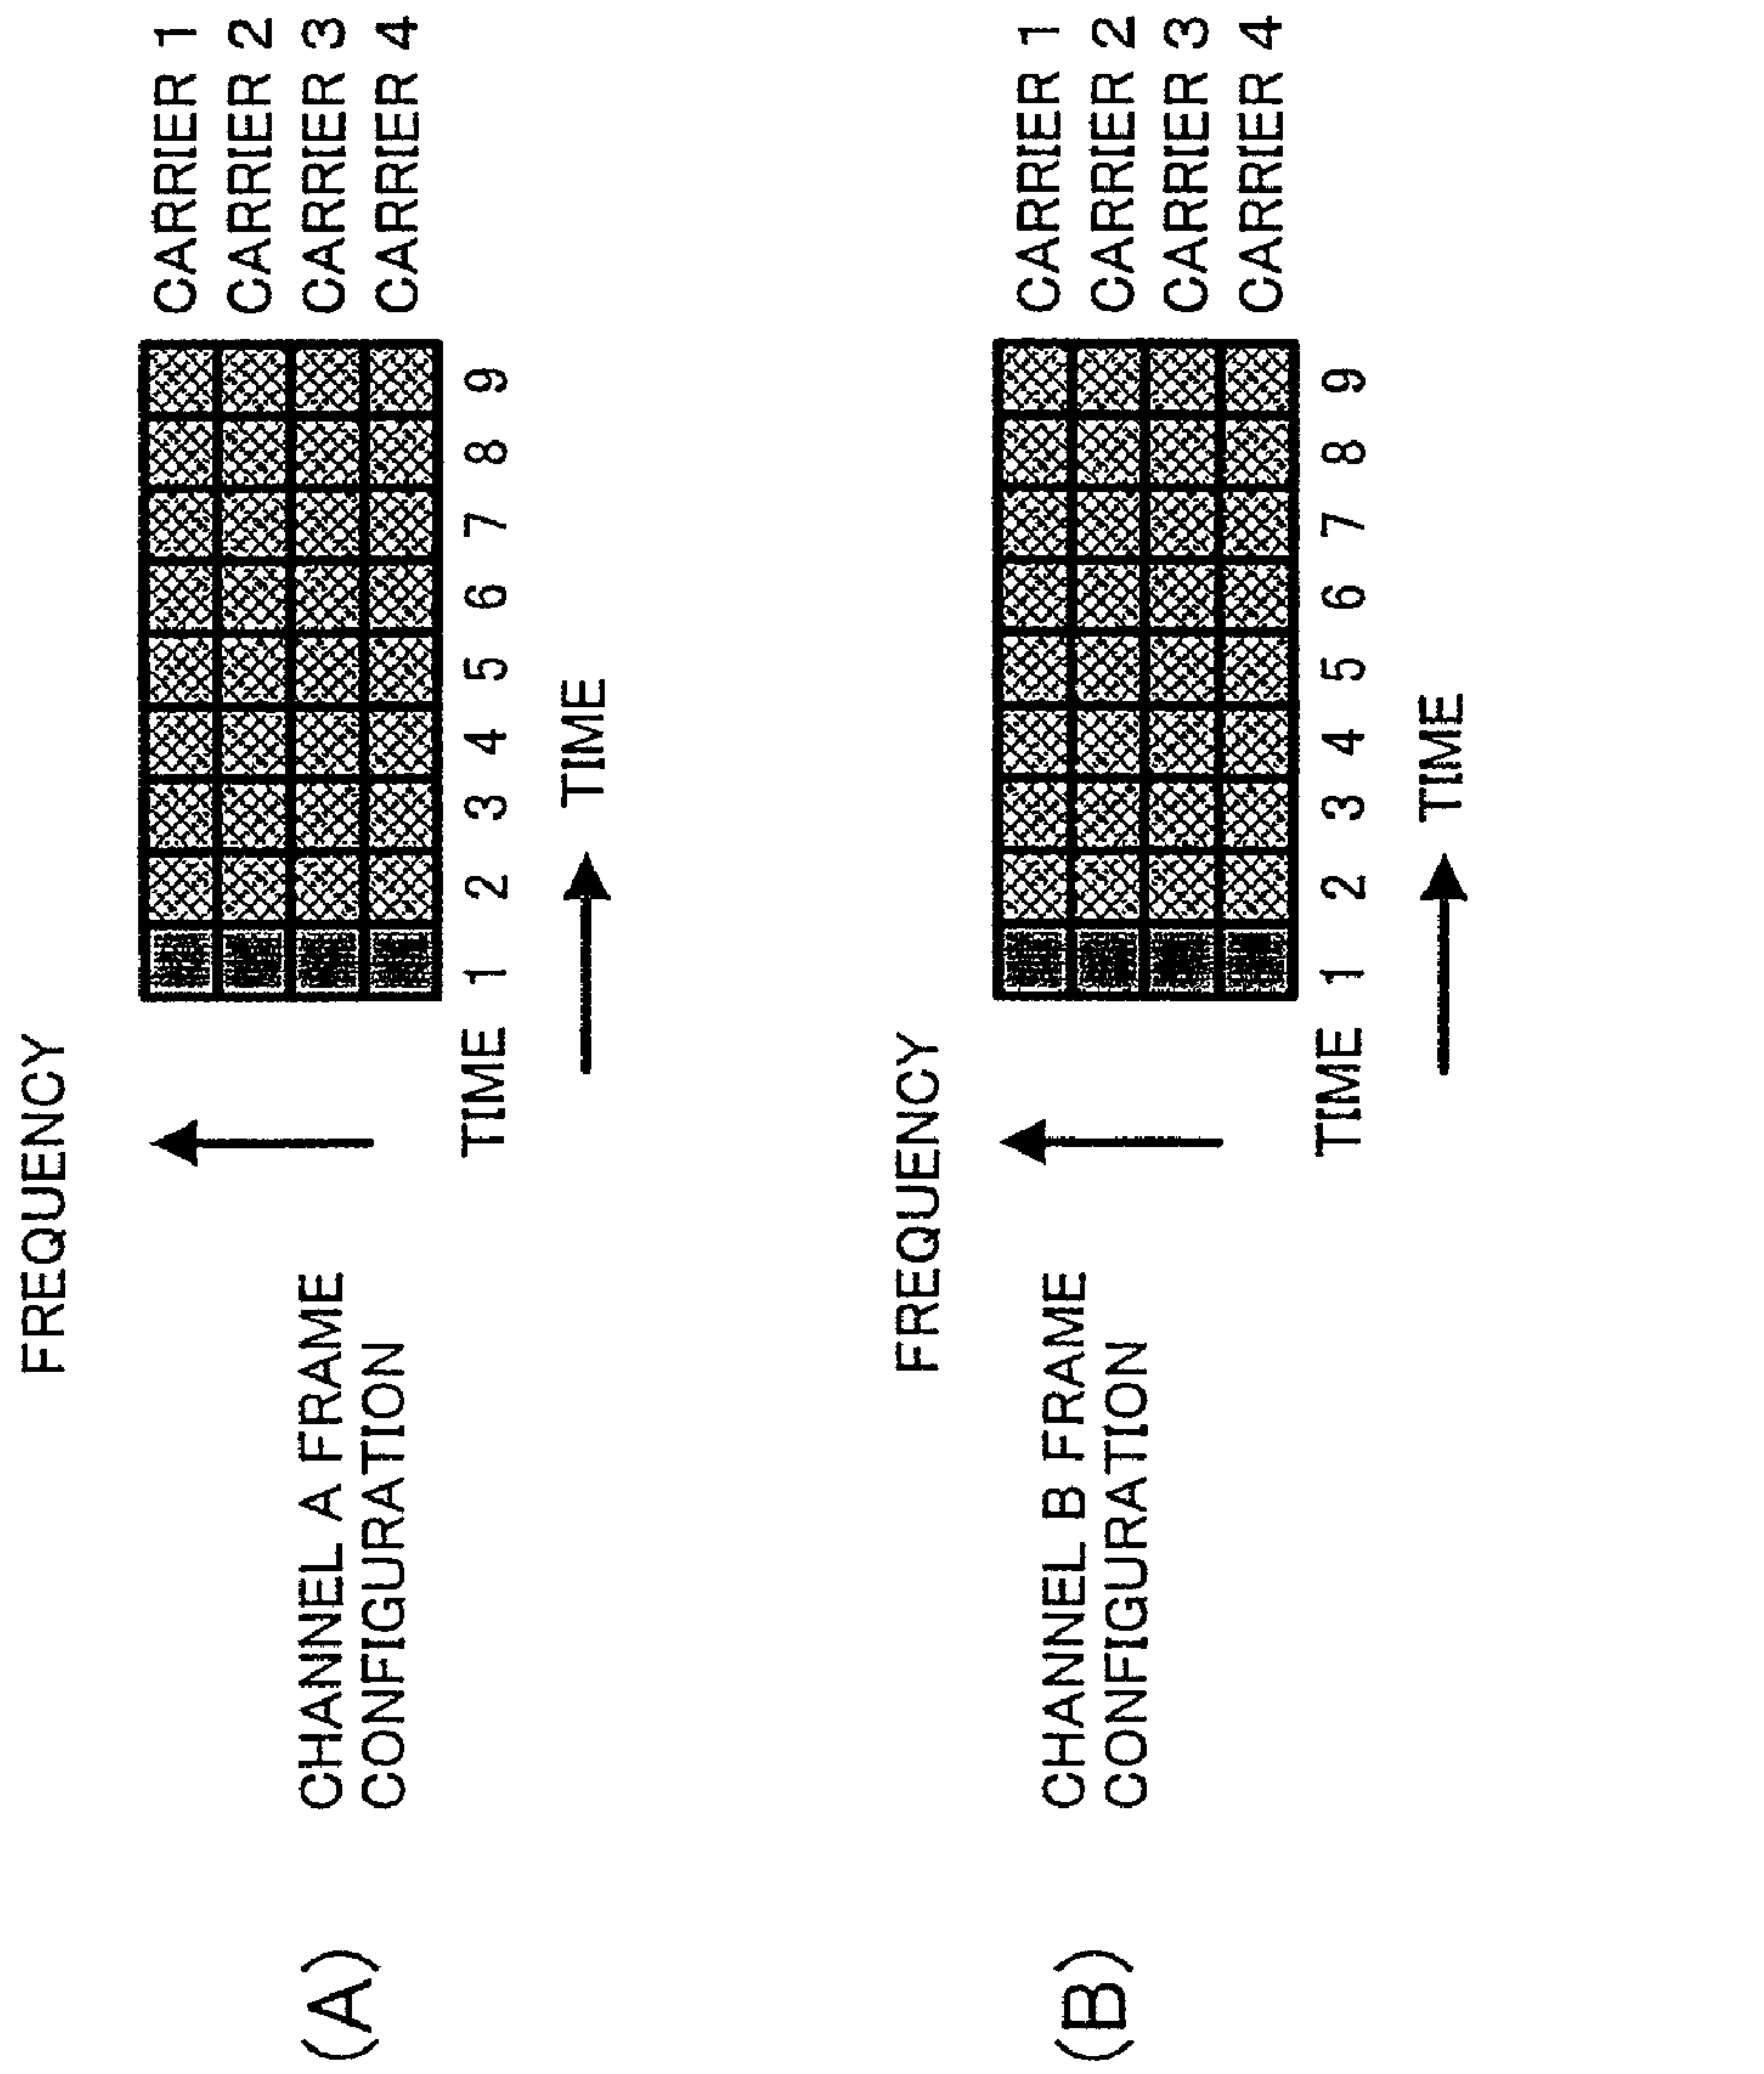 (A)
CHANNEL A FRAME
CONFIGURATION
FREQUENCY
CARRIER 1
CARRIER 2
CARRIER 3
CARRIER 4
TIME 1 2 3 4 5 6 7 8 9
TIME
(B)
CHANNEL B FRAME
CONFIGURATION
FREQUENCY
CARRIER 1
CARRIER 2
CARRIER 3
CARRIER 4
TIME 1 2 3 4 5 6 7 8 9
TIME